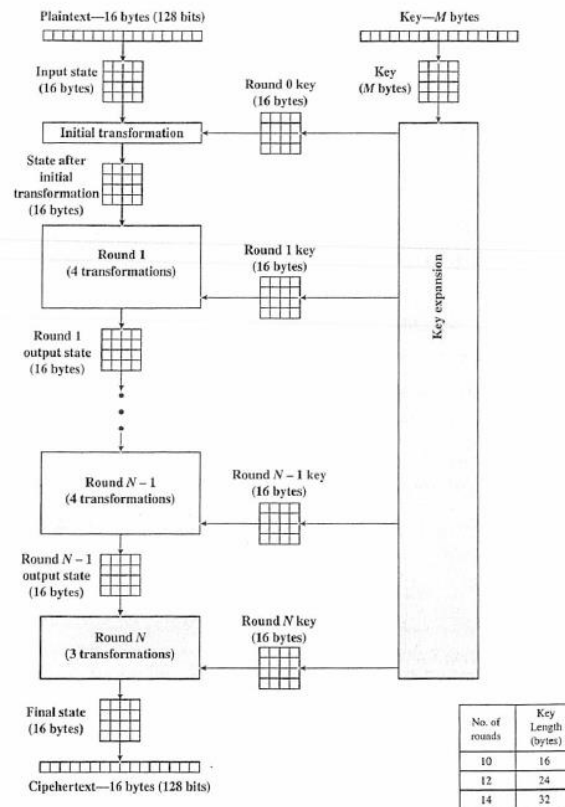 Plaintext—16 bytes (128 bits)
Key—M bytes
Input state
(16 bytes)
Round 0 key
(16 bytes)
Key
(M bytes)
Initial transformation
State after
initial
transformation
(16 bytes)
Round 1
(4 transformations)
Round 1 key
(16 bytes)
Key expansion
Round 1
output state
(16 bytes)
Round N – 1
(4 transformations)
Round N – 1 key
(16 bytes)
Round N – 1
output state
(16 bytes)
Round N
(3 transformations)
Round N key
(16 bytes)
Final state
(16 bytes)
Cipehertext—16 bytes (128 bits)
No. of
rounds
Key
Length
(bytes)
10 16
12 24
14 32